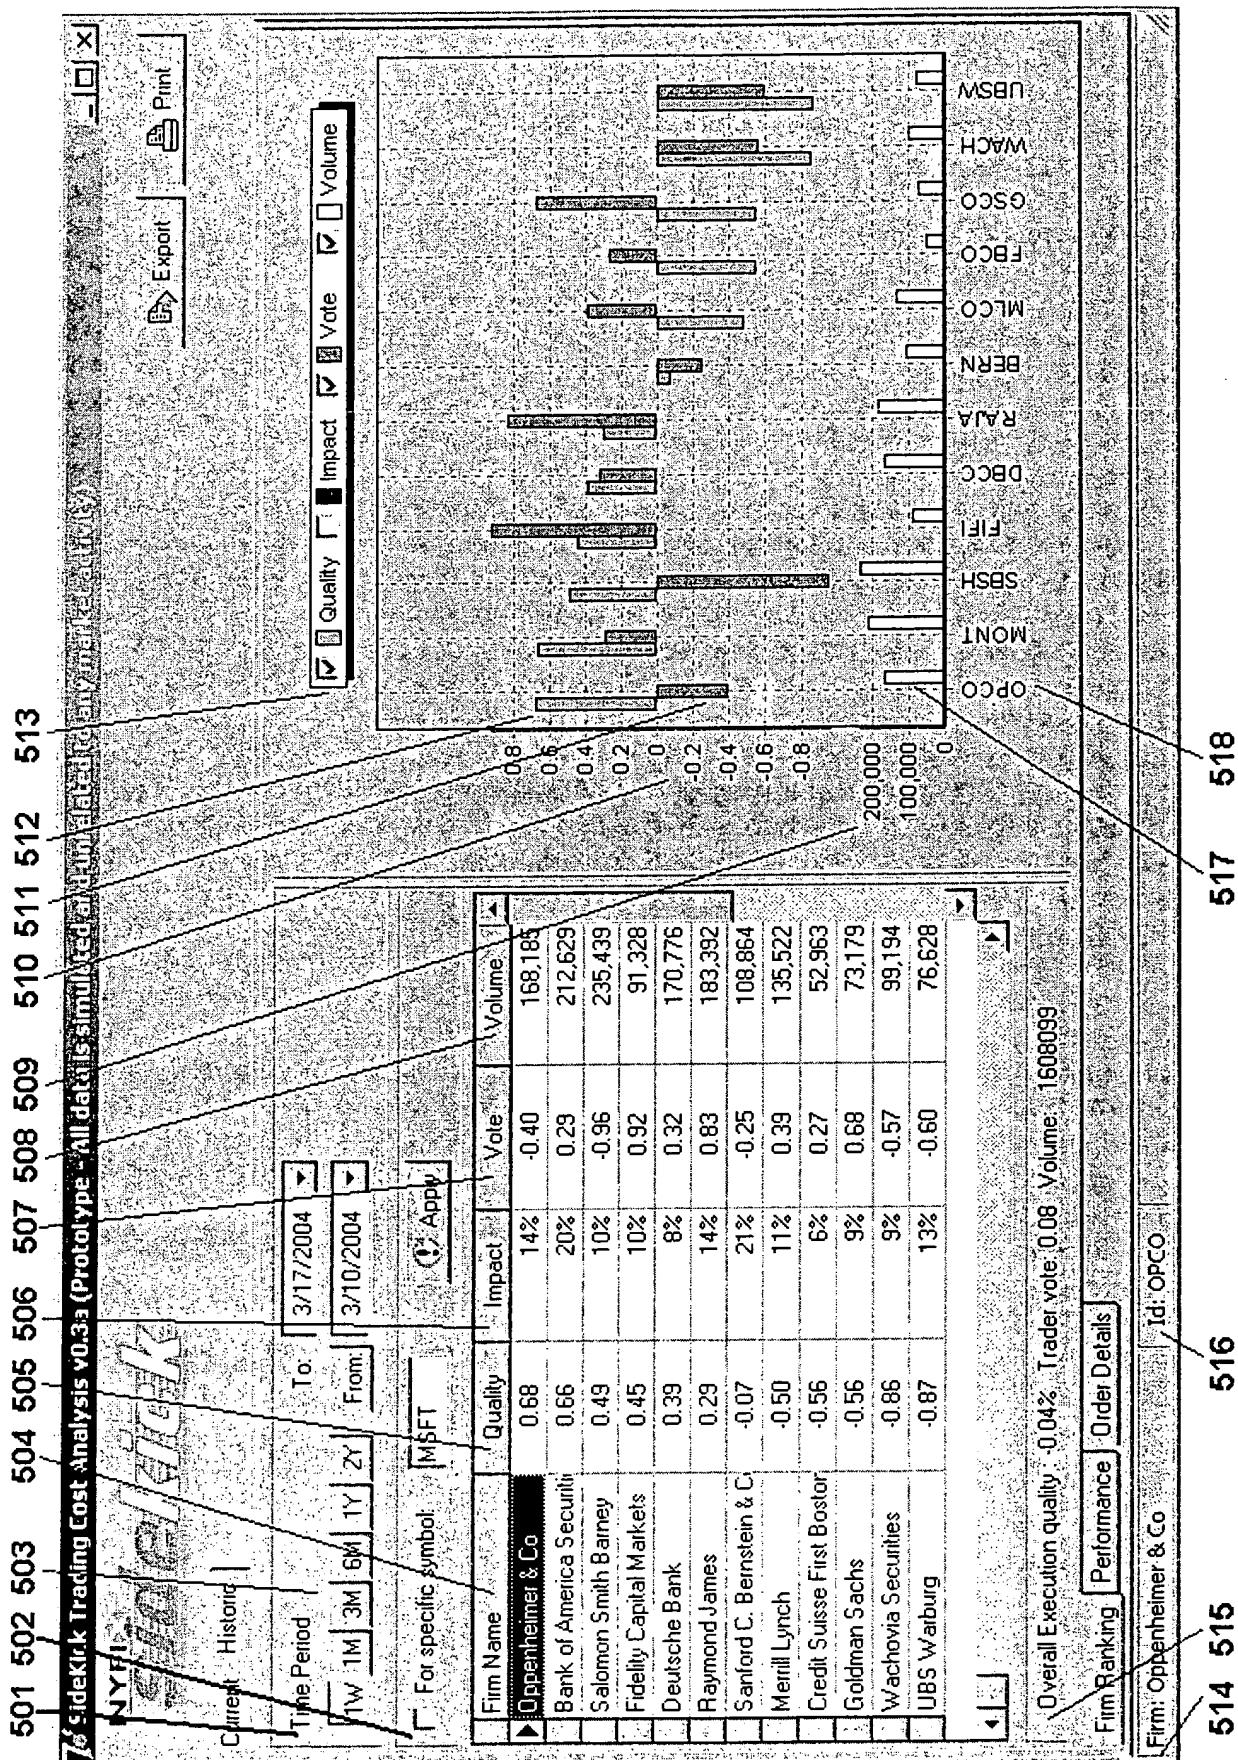 501 502 503 504 505 506 507 508 509 510 511 512 513
SideKick Trading Cost Analysis v0.3a (Prototype - All data is simulated and unrelated to any market activity)
NYFI
SideKick
Export Print
Current Historic
Time Period
1W 1M 3M 6M 1Y 2Y
To: 3/17/2004
From: 3/10/2004
For specific symbol: MSFT Apply
Firm Name Quality Impact Vote Volume
Oppenheimer & Co 0.68 14% -0.40 168,185
Bank of America Securiti 0.66 20% 0.29 212,629
Salomon Smith Barney 0.49 10% -0.96 235,439
Fidelity Capital Markets 0.45 10% 0.92 91,328
Deutsche Bank 0.39 8% 0.32 170,776
Raymond James 0.29 14% 0.83 183,392
Sanford C. Bernstein & C -0.07 21% -0.25 108,864
Merrill Lynch -0.50 11% 0.39 135,522
Credit Suisse First Bostor -0.56 6% 0.27 52,963
Goldman Sachs -0.56 9% 0.68 73,179
Wachovia Securities -0.86 9% -0.57 99,194
UBS Warburg -0.87 13% -0.60 76,628
Quality Impact Vote Volume
0.8
0.6
0.4
0.2
0
-0.2
-0.4
-0.6
-0.8
200,000
100,000
0
OPCO MONT SBSH FIFI DBCC RAJA BERN MLCO FBCO GSCO WACH UBSW
Overall Execution quality: -0.04% Trader vote: 0.08 Volume: 1608099
Firm Ranking Performance Order Details
Firm: Oppenheimer & Co Id: OPCO
514 515 516 517 518